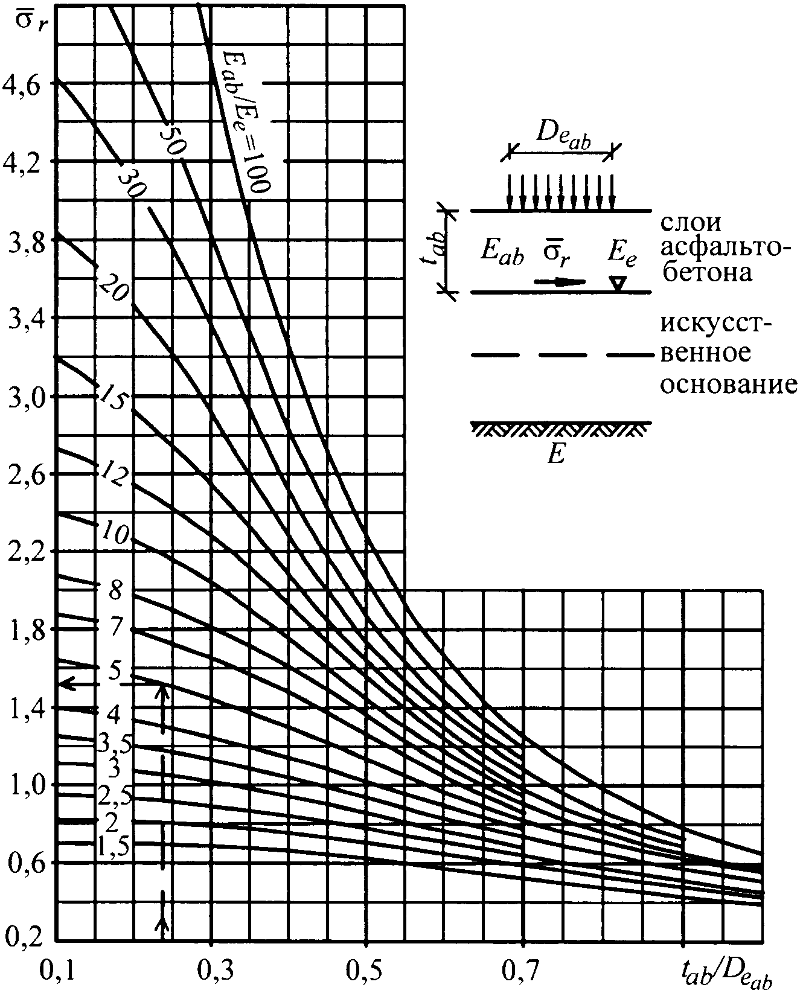 σ̅r
4,6
4,2
3,8
3,4
3,0
2,6
2,2
1,8
1,4
1,0
0,6
0,2
0,1
0,3
0,5
0,7
tab/Deab
Eab/Ee=100
50
30
20
15
12
10
8
7
5
4
3,5
3
2,5
2
1,5
Deab
tab
Eab σ̅r Ee
слои
асфальто-
бетона
искусст-
венное
основание
E